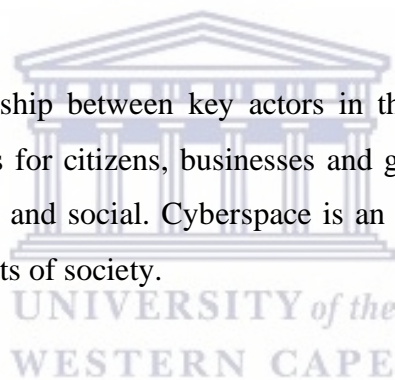 ship between key actors in th
s for citizens, businesses and g
and social. Cyberspace is an
ts of society.
UNIVERSITY of the
WESTERN CAPE